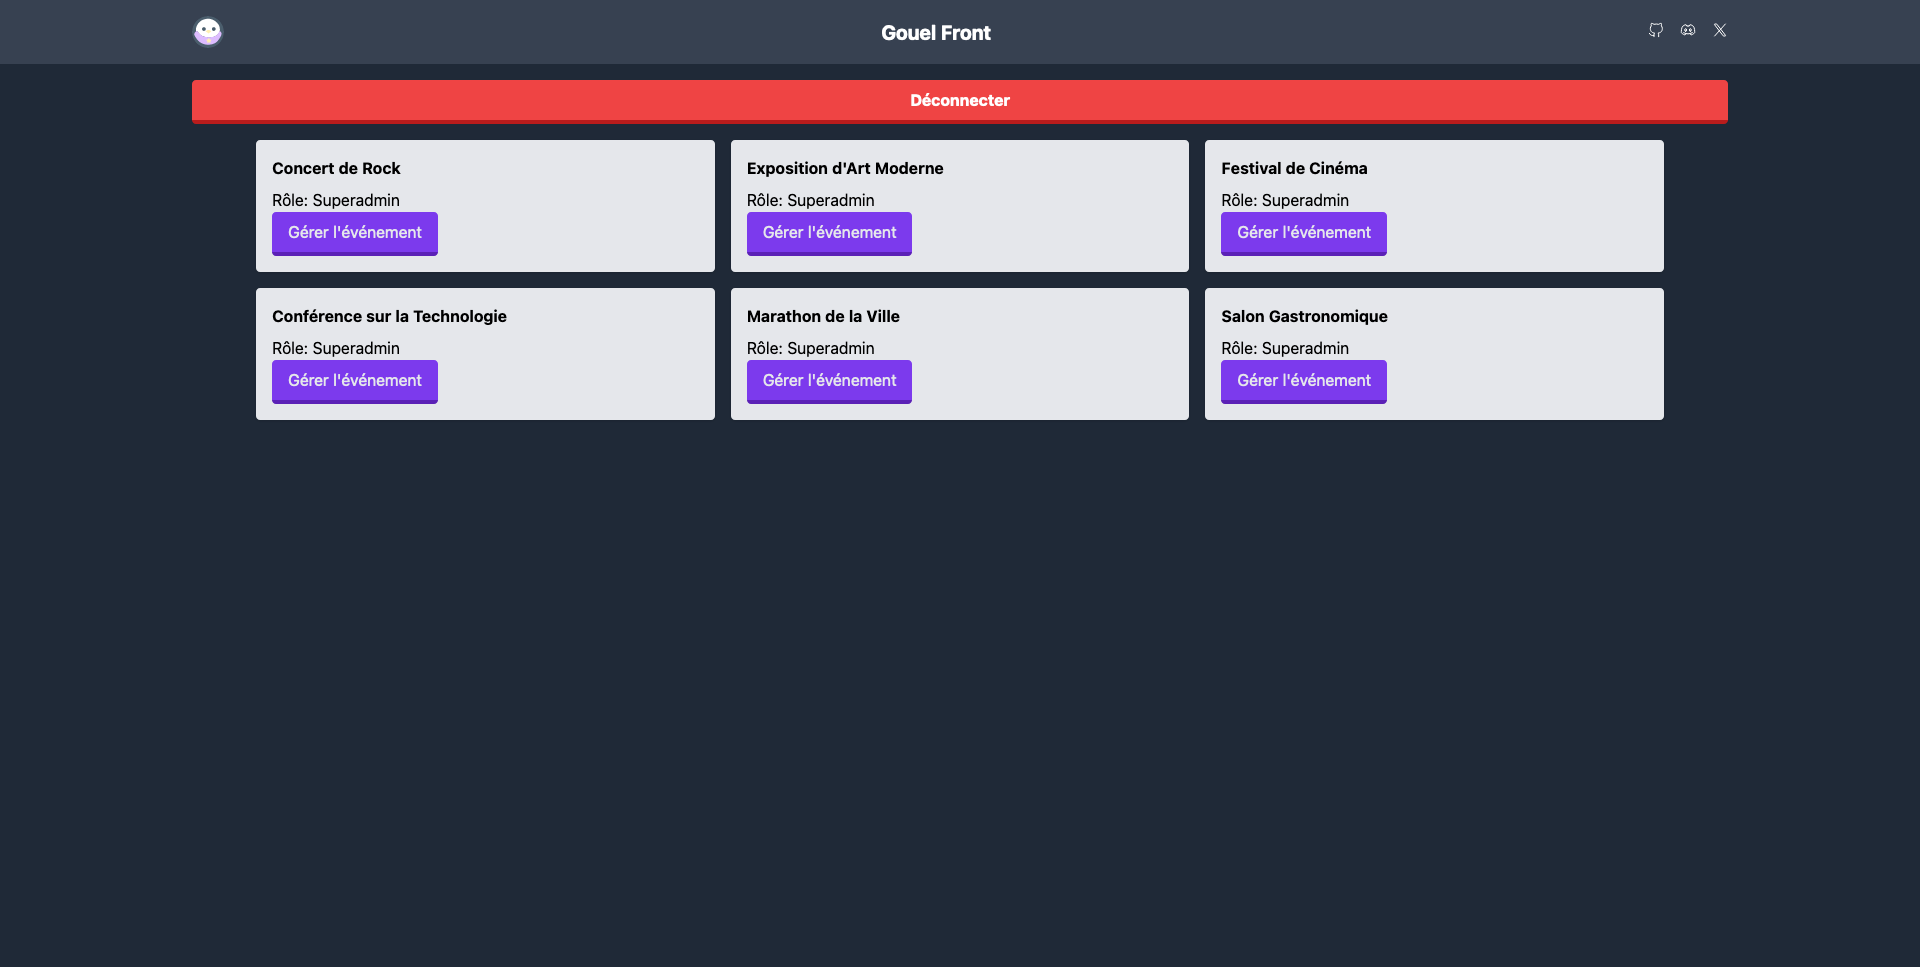 Gouel Front
Déconnecter
Concert de Rock
Rôle: Superadmin
Gérer l'événement
Exposition d'Art Moderne
Rôle: Superadmin
Gérer l'événement
Festival de Cinéma
Rôle: Superadmin
Gérer l'événement
Conférence sur la Technologie
Rôle: Superadmin
Gérer l'événement
Marathon de la Ville
Rôle: Superadmin
Gérer l'événement
Salon Gastronomique
Rôle: Superadmin
Gérer l'événement